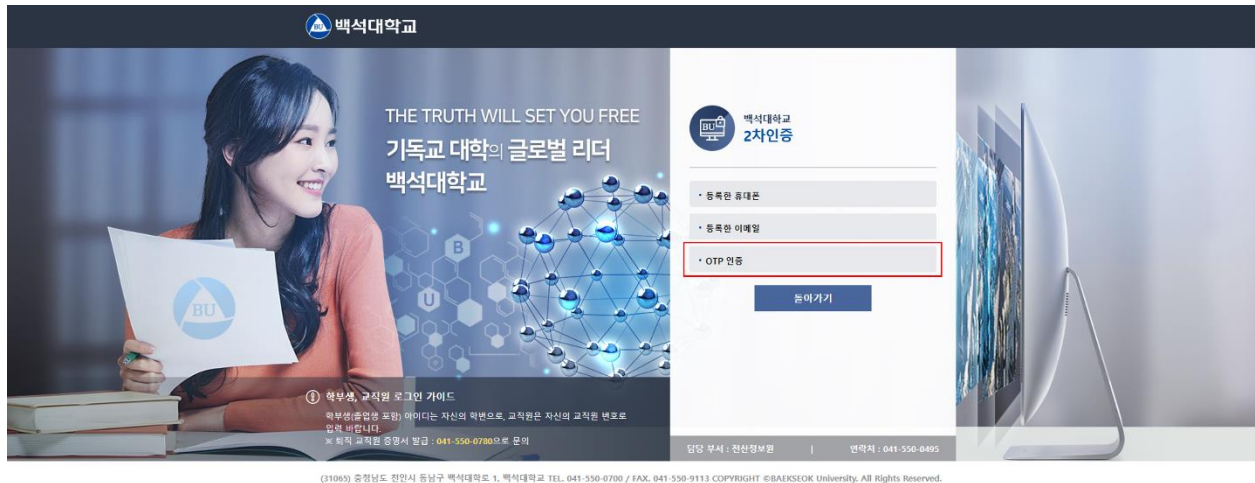 BU 백석대학교
THE TRUTH WILL SET YOU FREE
기독교 대학의 글로벌 리더
백석대학교
B
U
BU
학부생, 교직원 로그인 가이드
학부생(졸업생 포함) 아이디는 자신의 학번으로, 교직원은 자신의 교직원 번호로
입력 바랍니다.
※ 퇴직 교직원 증명서 발급 : 041-550-0780으로 문의
BU
백석대학교
2차인증
• 등록한 휴대폰
• 등록한 이메일
• OTP 인증
돌아가기
담당 부서 : 전산정보원 | 연락처 : 041-550-0495
(31065) 충청남도 천안시 동남구 백석대학로 1, 백석대학교 TEL. 041-550-0700 / FAX. 041-550-9113 COPYRIGHT ©BAEKSEOK University. All Rights Reserved.